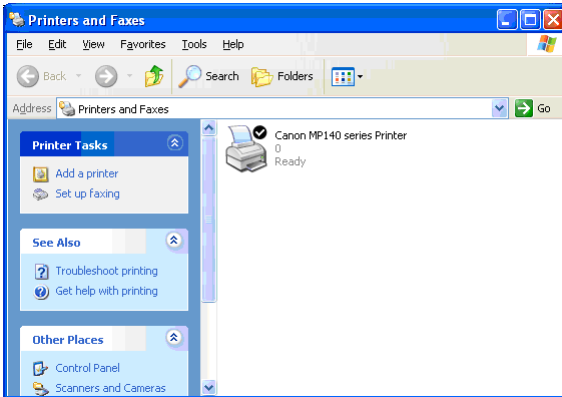 Printers and Faxes
File Edit View Favorites Tools Help
Back Search Folders
Address Printers and Faxes Go
Printer Tasks
Add a printer
Set up faxing
See Also
Troubleshoot printing
Get help with printing
Other Places
Control Panel
Scanners and Cameras
Canon MP140 series Printer
0
Ready